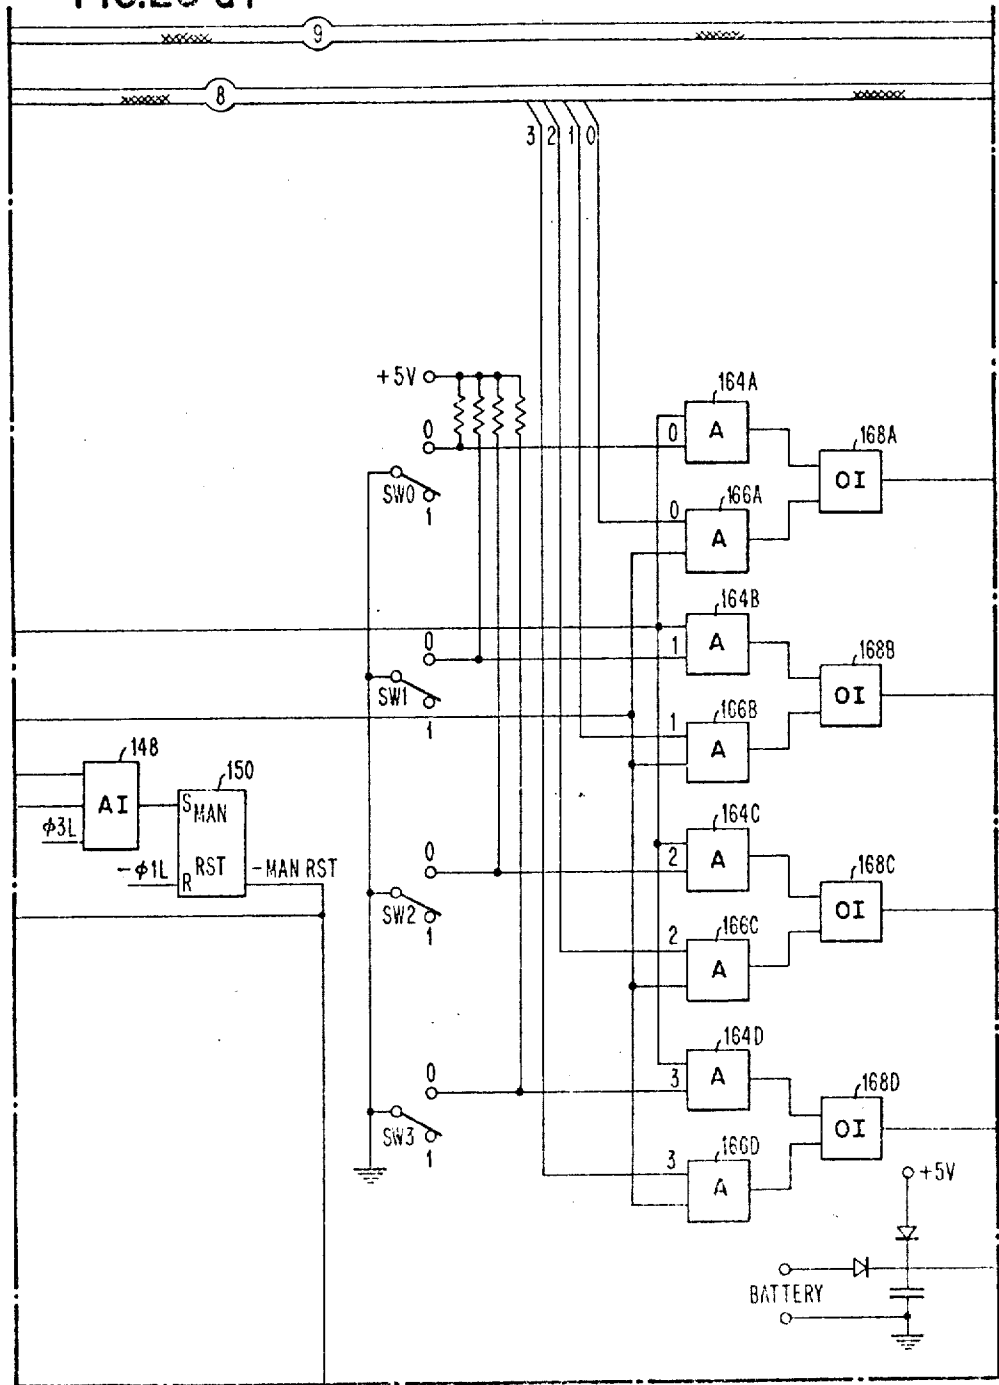 9
8
3 2 1 0
+5V
164A
A
0
0
168A
OI
SW0
1
166A
0
A
164B
0
1
A
168B
OI
SW1
1
106B
1
A
148
AI
φ3L
150
S MAN
RST
R
-φ1L
-MAN RST
164C
0
2
A
168C
OI
SW2
1
166C
2
A
164D
0
3
A
168D
OI
SW3
1
166D
3
A
+5V
BATTERY